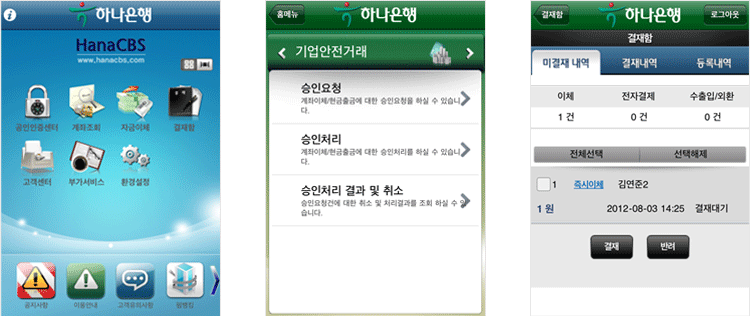 하나은행
HanaCBS
www.hanacbs.com
공인인증센터 계좌조회 자금이체 결재함
고객센터 부가서비스 환경설정
공지사항 이용안내 고객유의사항
홈메뉴 하나은행
기업안전거래
승인요청
계좌이체/현금출금에 대한 승인요청을 하실 수 있습니다.
승인처리
계좌이체/현금출금에 대한 승인처리를 하실 수 있습니다.
승인처리 결과 및 취소
승인요청건에 대한 취소 및 처리결과를 조회 하실 수 있습니다.
결재함 하나은행 로그아웃
결재함
미결재 내역 결재내역 등록내역
이체 전자결제 수출입/외환
1 건 0 건 0 건
전체선택 선택해제
1 즉시이체 김연준2
1 원 2012-08-03 14:25 결재대기
결재 반려